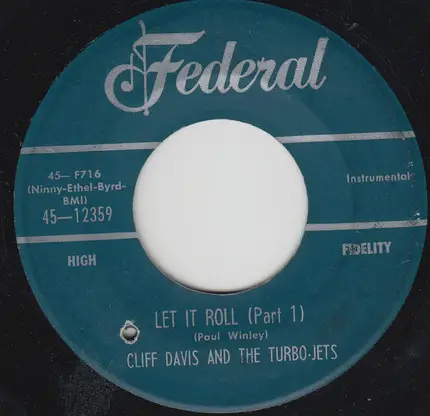 Federal
45— F716
(Ninny-Ethel-Byrd-
BMI)
45—12359
Instrumental
HIGH
FIDELITY
LET IT ROLL (Part 1)
(Paul Winley)
CLIFF DAVIS AND THE TURBO-JETS